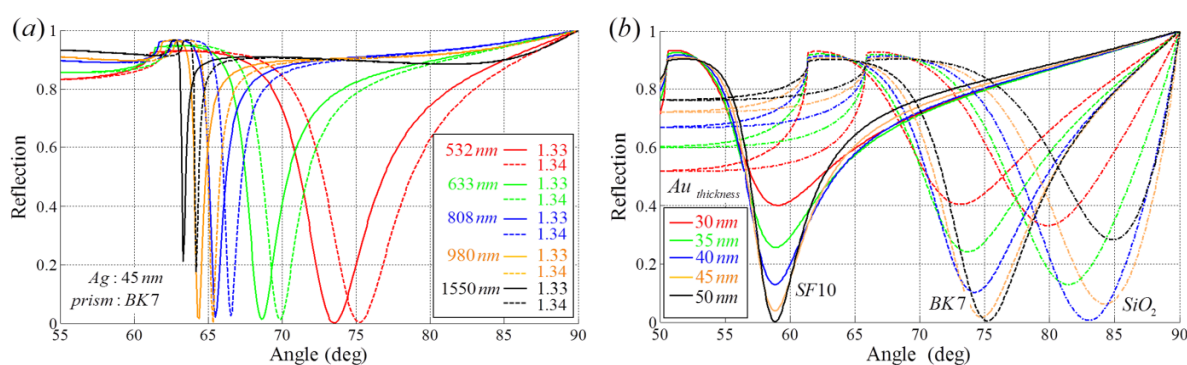 (a)
1
0.8
0.6
0.4
0.2
0
Reflection
55 60 65 70 75 80 85 90
Angle (deg)
Ag : 45 nm
prism : BK7
532 nm 1.33
1.34
633 nm 1.33
1.34
808 nm 1.33
1.34
980 nm 1.33
1.34
1550 nm 1.33
1.34
(b)
1
0.8
0.6
0.4
0.2
0
Reflection
50 55 60 65 70 75 80 85 90
Angle (deg)
Au thickness
30 nm
35 nm
40 nm
45 nm
50 nm
SF10
BK7
SiO2